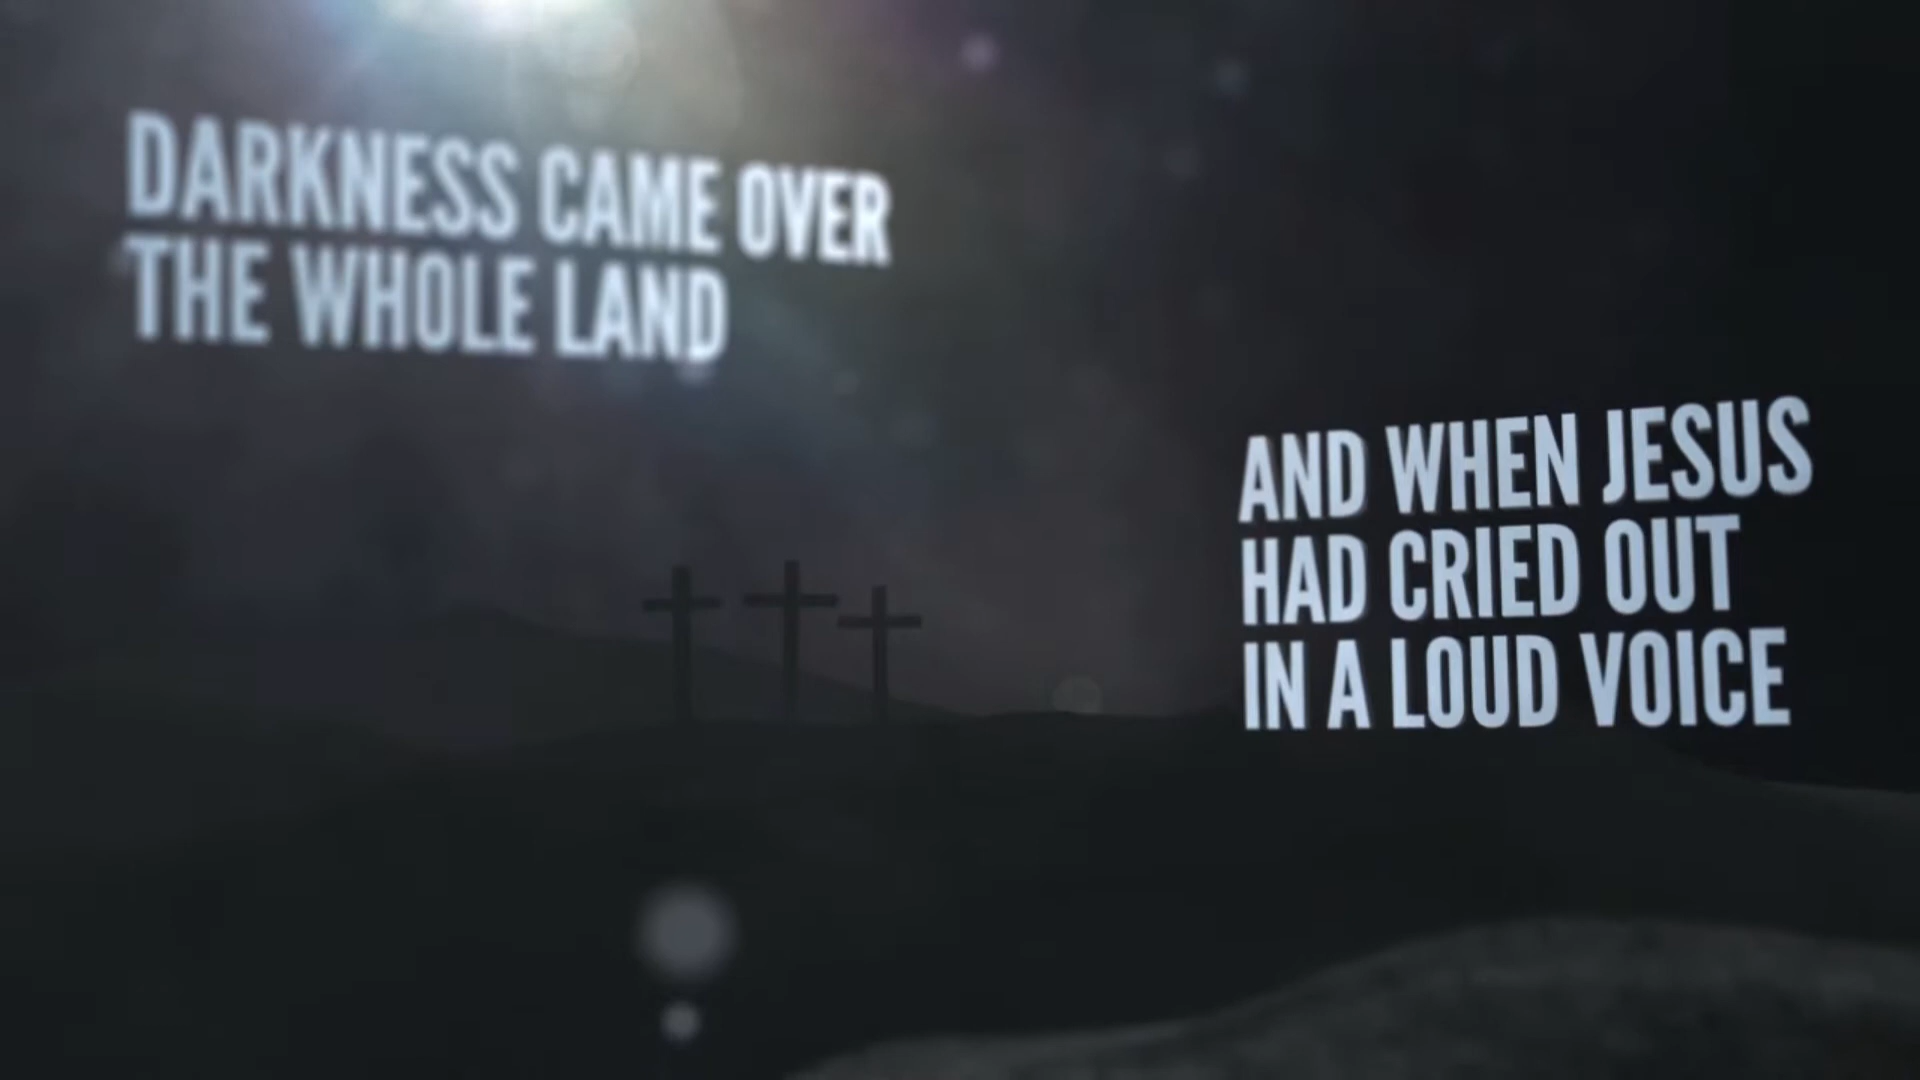 DARKNESS CAME OVER
THE WHOLE LAND
AND WHEN JESUS
HAD CRIED OUT
IN A LOUD VOICE